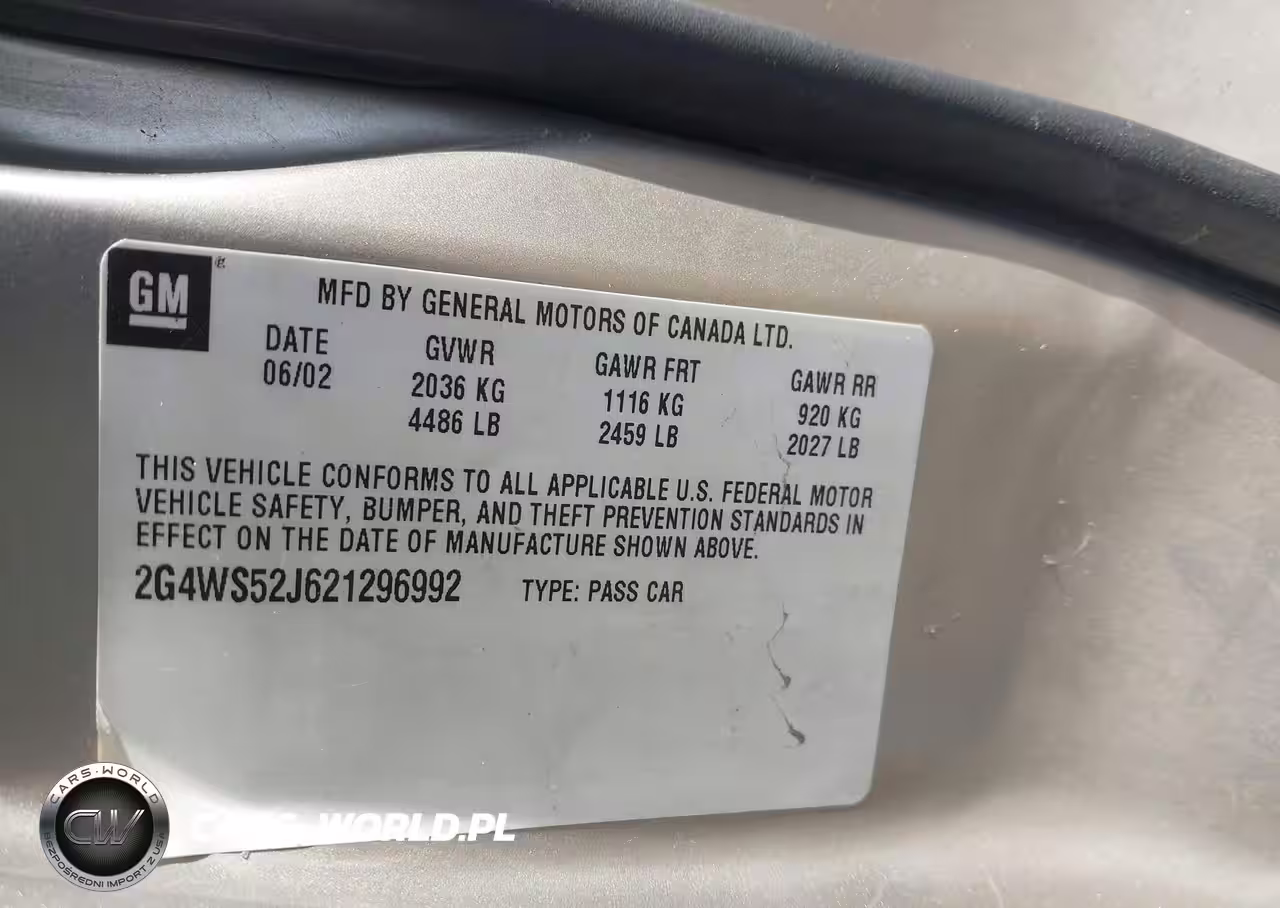 GM
MFD BY GENERAL MOTORS OF CANADA LTD.
DATE GVWR GAWR FRT GAWR RR
06/02 2036 KG 1116 KG 920 KG
4486 LB 2459 LB 2027 LB
THIS VEHICLE CONFORMS TO ALL APPLICABLE U.S. FEDERAL MOTOR
VEHICLE SAFETY, BUMPER, AND THEFT PREVENTION STANDARDS IN
EFFECT ON THE DATE OF MANUFACTURE SHOWN ABOVE.
2G4WS52J621296992 TYPE: PASS CAR
CARS-WORLD
CW
BEZPOŚREDNI IMPORT Z USA
CARS-WORLD.PL